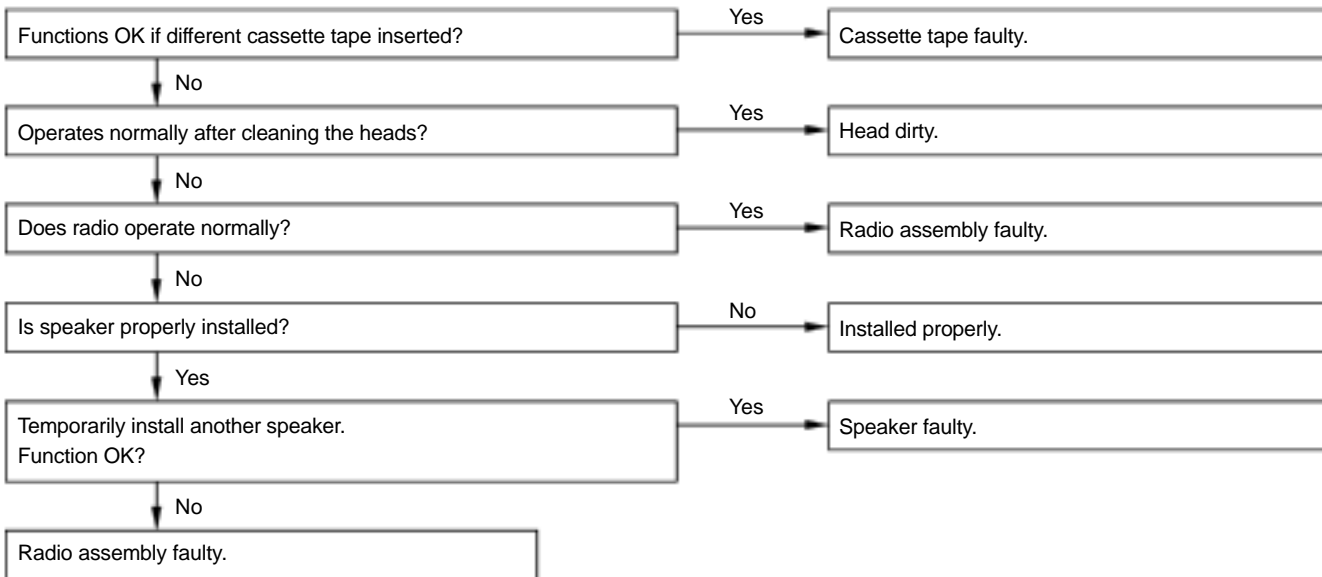 Functions OK if different cassette tape inserted?
Yes
Cassette tape faulty.
No
Operates normally after cleaning the heads?
Yes
Head dirty.
No
Does radio operate normally?
Yes
Radio assembly faulty.
No
Is speaker properly installed?
No
Installed properly.
Yes
Temporarily install another speaker.
Function OK?
Yes
Speaker faulty.
No
Radio assembly faulty.